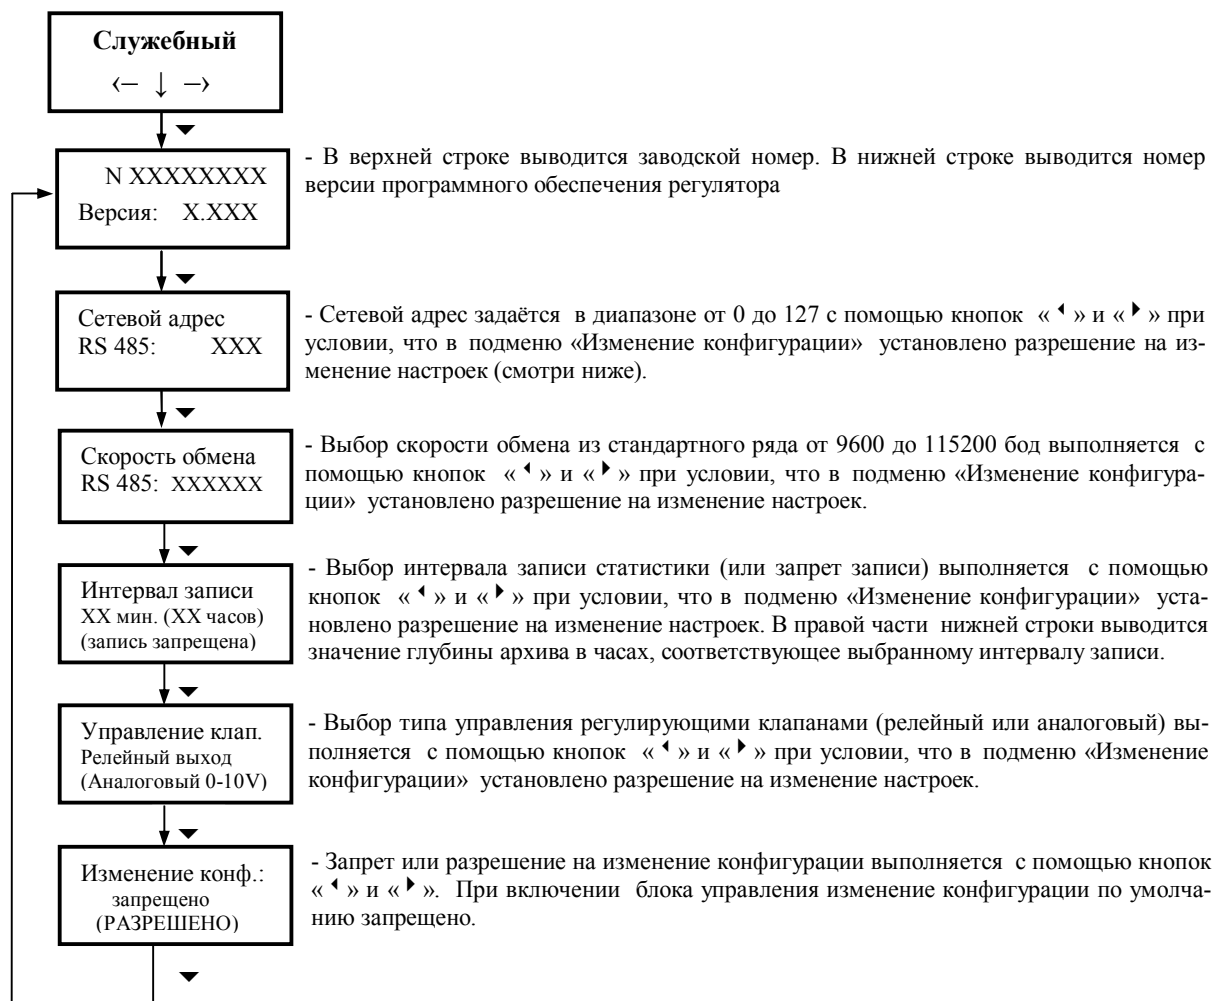 Служебный
‹– ↓ –›
N XXXXXXXX
Версия: X.XXX
- В верхней строке выводится заводской номер. В нижней строке выводится номер
версии программного обеспечения регулятора
Сетевой адрес
RS 485: XXX
- Сетевой адрес задаётся в диапазоне от 0 до 127 с помощью кнопок « ◂ » и « ▸ » при
условии, что в подменю «Изменение конфигурации» установлено разрешение на из-
менение настроек (смотри ниже).
Скорость обмена
RS 485: XXXXXX
- Выбор скорости обмена из стандартного ряда от 9600 до 115200 бод выполняется с
помощью кнопок « ◂ » и « ▸ » при условии, что в подменю «Изменение конфигура-
ции» установлено разрешение на изменение настроек.
Интервал записи
XX мин. (XX часов)
(запись запрещена)
- Выбор интервала записи статистики (или запрет записи) выполняется с помощью
кнопок « ◂ » и « ▸ » при условии, что в подменю «Изменение конфигурации» уста-
новлено разрешение на изменение настроек. В правой части нижней строки выводится
значение глубины архива в часах, соответствующее выбранному интервалу записи.
Управление клап.
Релейный выход
(Аналоговый 0-10V)
- Выбор типа управления регулирующими клапанами (релейный или аналоговый) вы-
полняется с помощью кнопок « ◂ » и « ▸ » при условии, что в подменю «Изменение
конфигурации» установлено разрешение на изменение настроек.
Изменение конф.:
запрещено
(РАЗРЕШЕНО)
- Запрет или разрешение на изменение конфигурации выполняется с помощью кнопок
« ◂ » и « ▸ ». При включении блока управления изменение конфигурации по умолча-
нию запрещено.